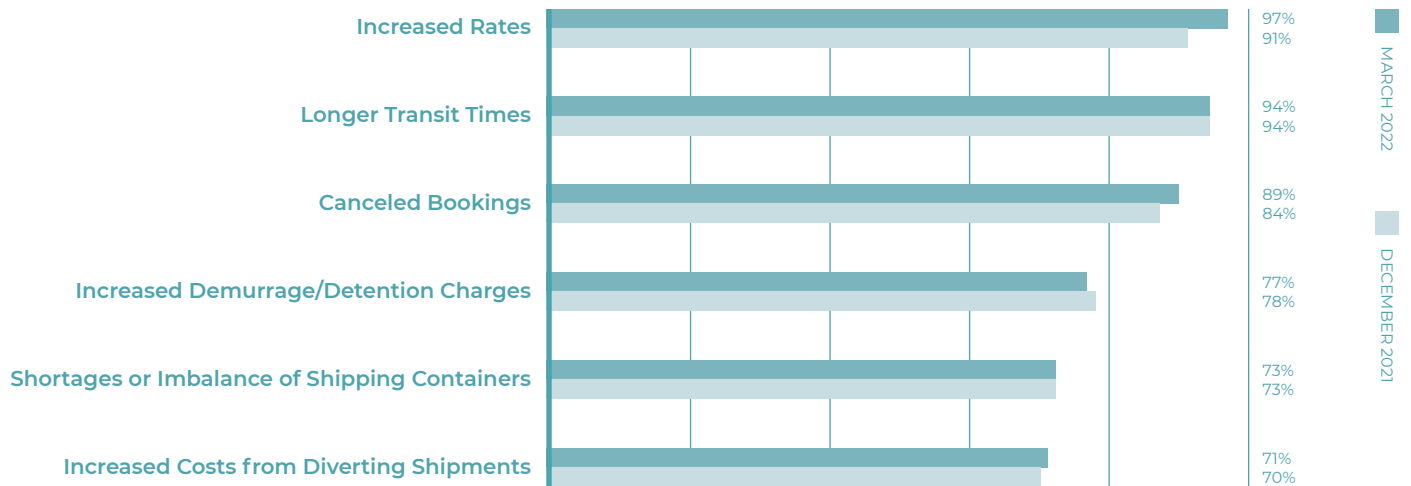 Increased Rates
97%
91%
Longer Transit Times
94%
94%
Canceled Bookings
89%
84%
Increased Demurrage/Detention Charges
77%
78%
Shortages or Imbalance of Shipping Containers
73%
73%
Increased Costs from Diverting Shipments
71%
70%
MARCH 2022
DECEMBER 2021